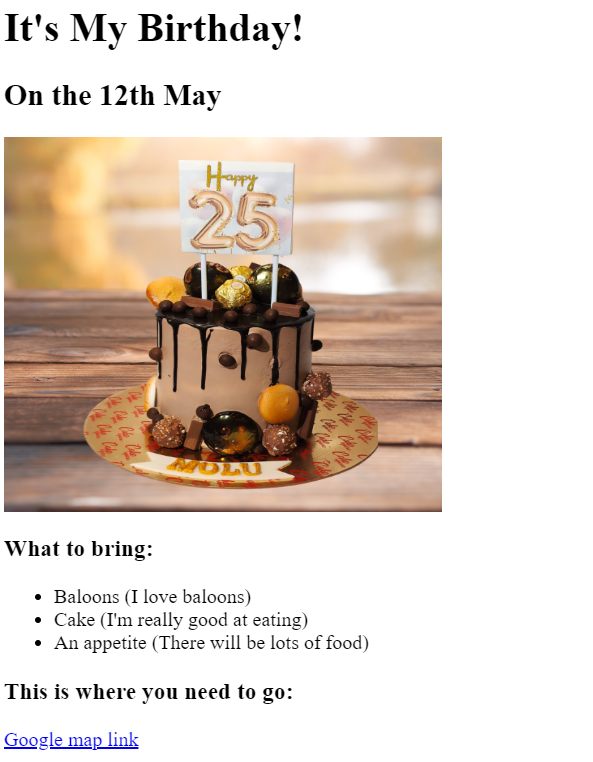 It's My Birthday!
On the 12th May
Happy
25
MOLU
What to bring:
Baloons (I love baloons)
Cake (I'm really good at eating)
An appetite (There will be lots of food)
This is where you need to go:
Google map link